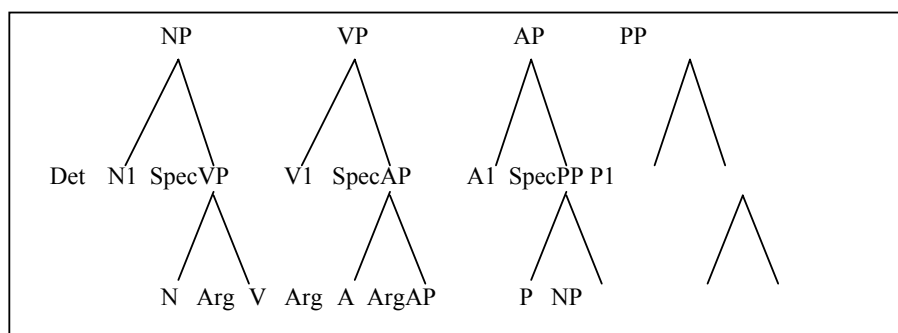 NP VP AP PP
Det N1 SpecVP V1 SpecAP A1 SpecPP P1
N Arg V Arg A ArgAP P NP